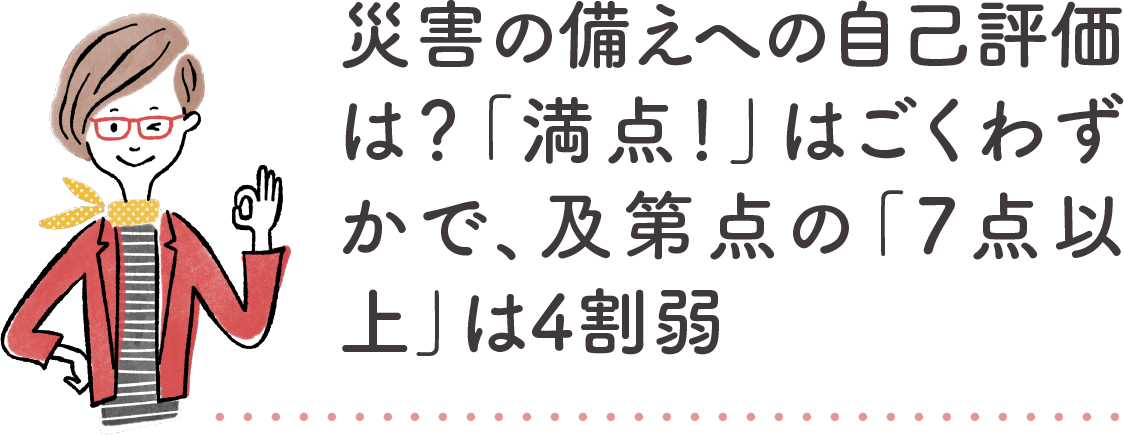 災害の備えへの自己評価
は？「満点！」はごくわず
かで、及第点の「7点以
上」は4割弱